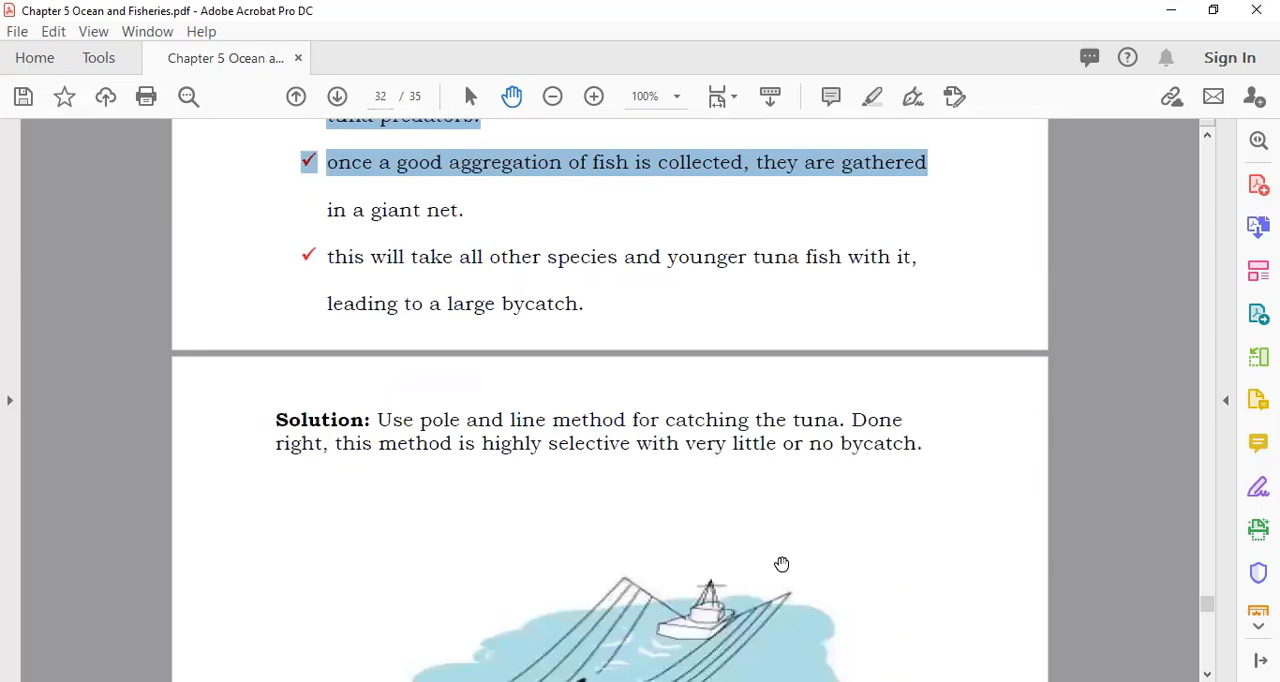 Chapter 5 Ocean and Fisheries.pdf - Adobe Acrobat Pro DC
File Edit View Window Help
Home Tools Chapter 5 Ocean a... × Sign In
32 / 35 100%
tuna predators.
✓ once a good aggregation of fish is collected, they are gathered
in a giant net.
✓ this will take all other species and younger tuna fish with it,
leading to a large bycatch.
Solution: Use pole and line method for catching the tuna. Done
right, this method is highly selective with very little or no bycatch.